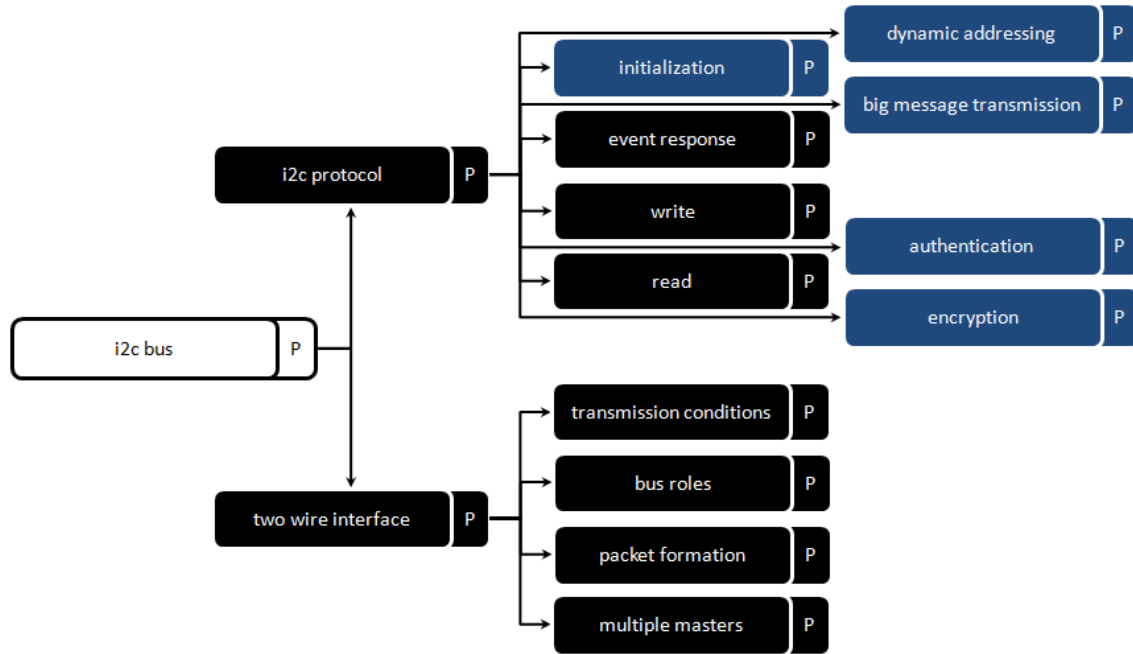 dynamic addressing P
initialization P
big message transmission P
event response P
i2c protocol P
write P
authentication P
read P
encryption P
i2c bus P
transmission conditions P
bus roles P
two wire interface P
packet formation P
multiple masters P